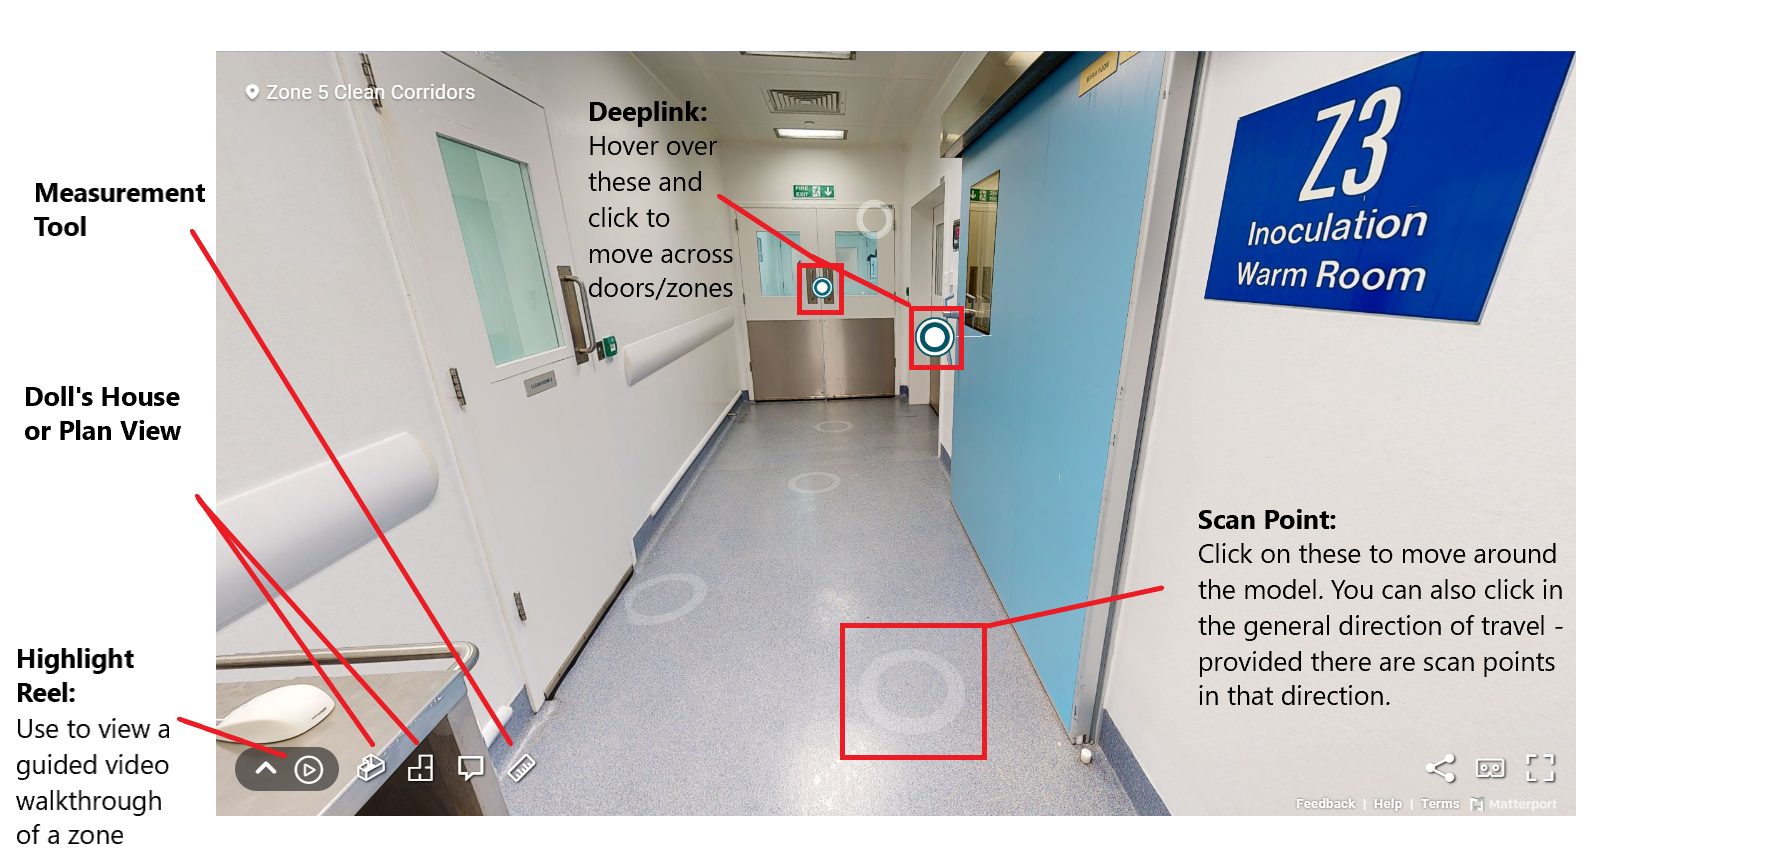 Zone 5 Clean Corridors
Deeplink:
Hover over
these and
click to
move across
doors/zones
FIRE
EXIT
Z3
Inoculation
Warm Room
Measurement
Tool
Doll's House
or Plan View
Highlight
Reel:
Use to view a
guided video
walkthrough
of a zone
Scan Point:
Click on these to move around
the model. You can also click in
the general direction of travel -
provided there are scan points
in that direction.
Feedback | Help | Terms Matterport